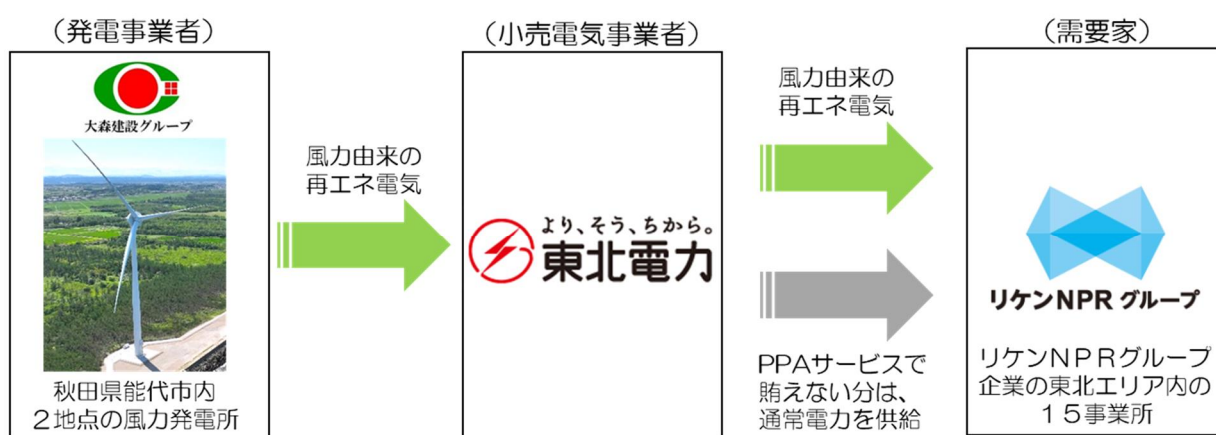 （発電事業者）
大森建設グループ
秋田県能代市内
２地点の風力発電所
風力由来の
再エネ電気
（小売電気事業者）
より、そう、ちから。
東北電力
風力由来の
再エネ電気
PPAサービスで
賄えない分は、
通常電力を供給
（需要家）
リケンNPR グループ
リケンＮＰＲグループ
企業の東北エリア内の
１５事業所